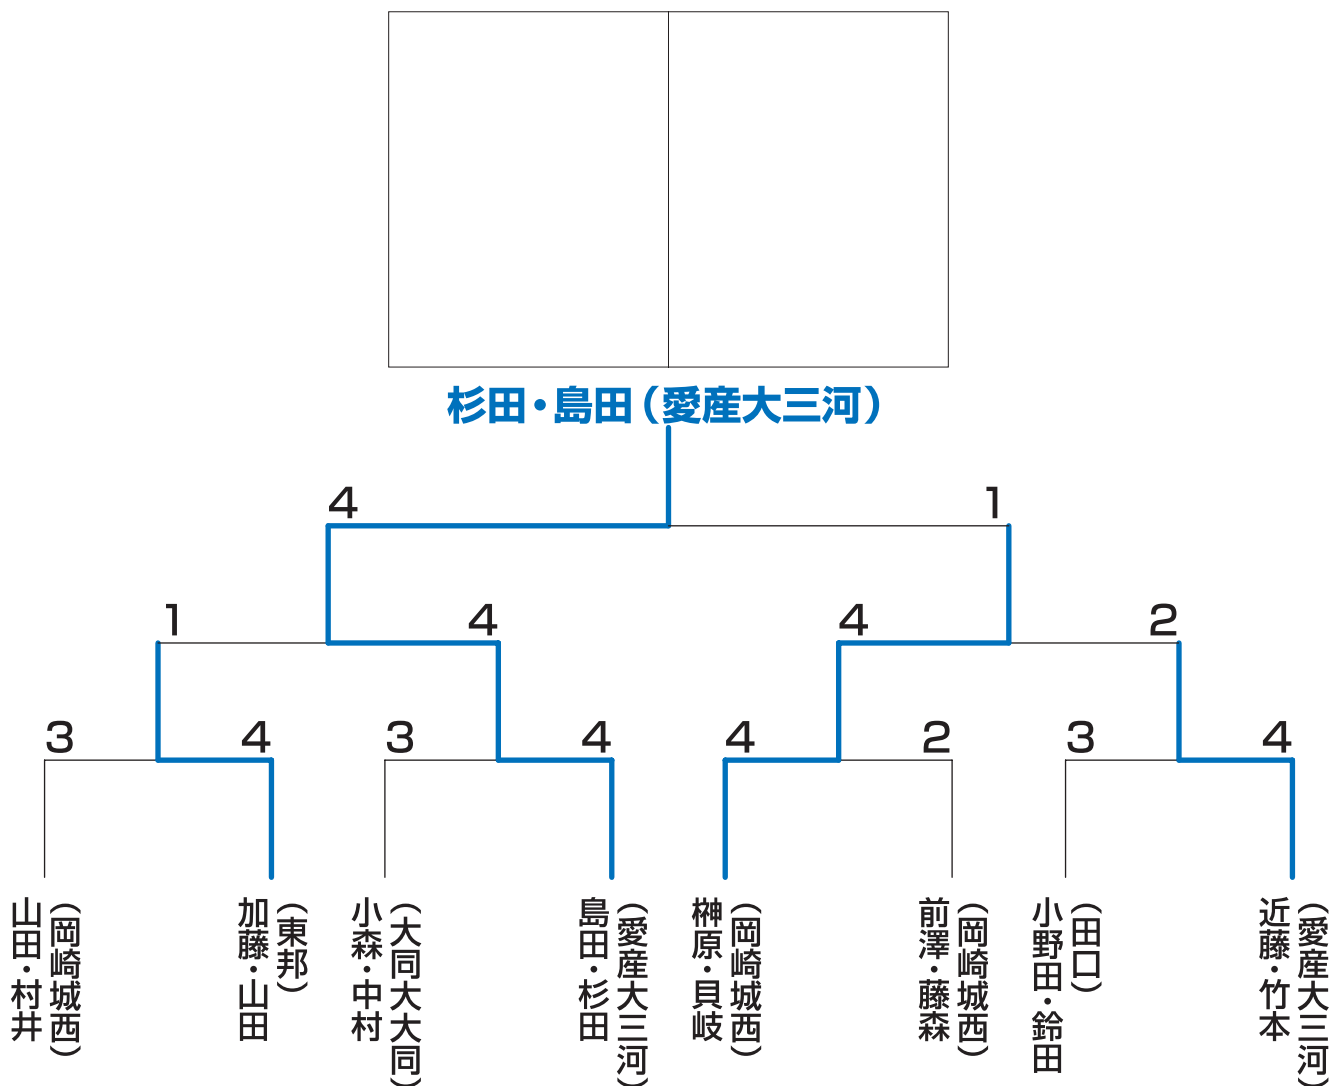 杉田・島田（愛産大三河）
4
1
1
4
4
2
3
4
3
4
4
2
3
4
山田・村井
（岡崎城西）
加藤・山田
（東邦）
小森・中村
（大同大大同）
島田・杉田
（愛産大三河）
榊原・貝岐
（岡崎城西）
前澤・藤森
（岡崎城西）
小野田・鈴田
（田口）
近藤・竹本
（愛産大三河）